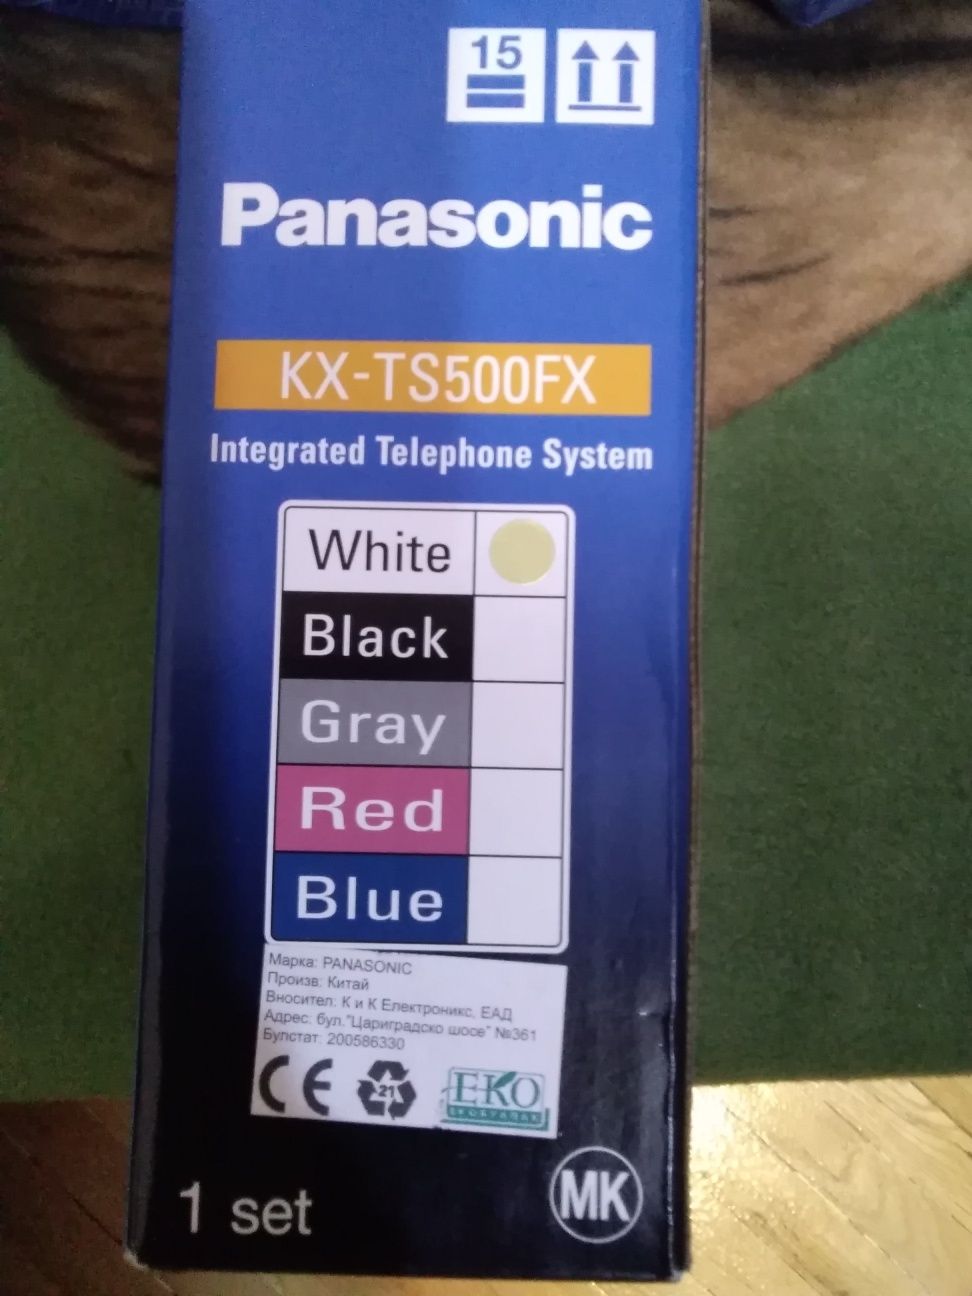 15
Panasonic
KX-TS500FX
Integrated Telephone System
White
Black
Gray
Red
Blue
Марка: PANASONIC
Произв: Китай
Вносител: К и К Електроникс, ЕАД
Адрес: бул."Цариградско шосе" №361
Булстат: 200586330
CE
21
EKO
ЕКОБУЛПАК
1 set
MK